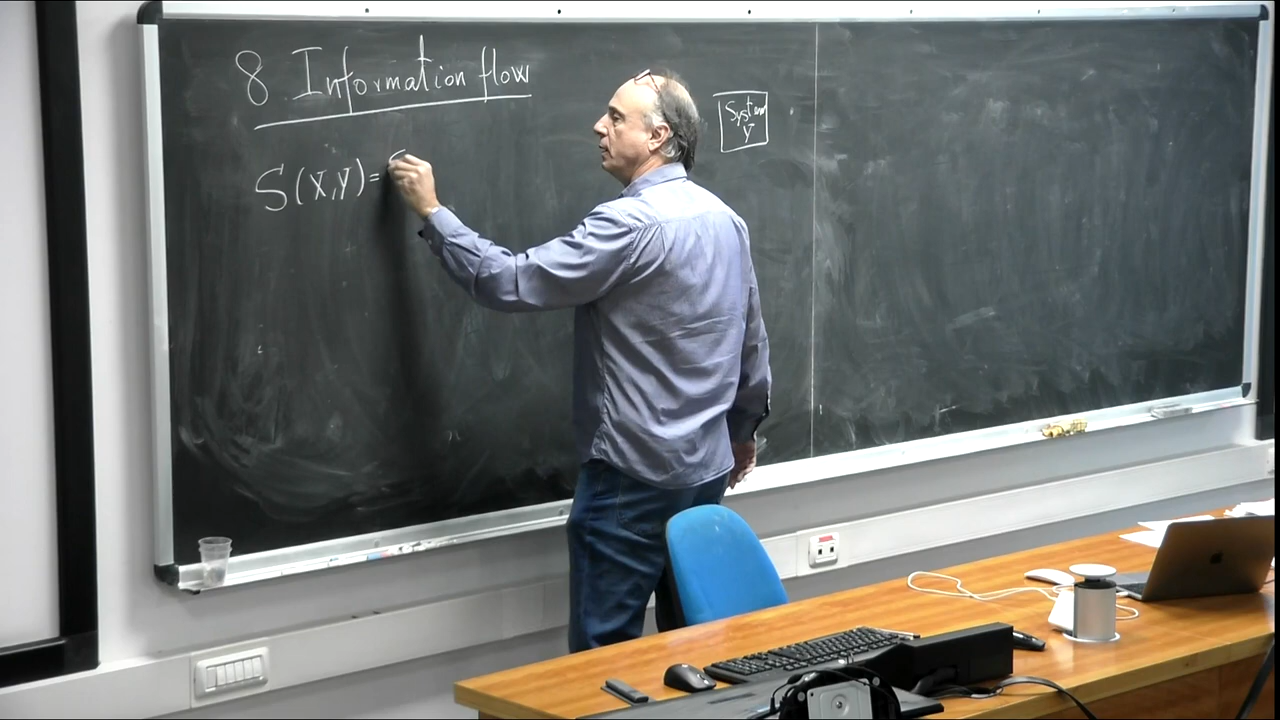 8 Information flow
S(X,Y)=
System
Y